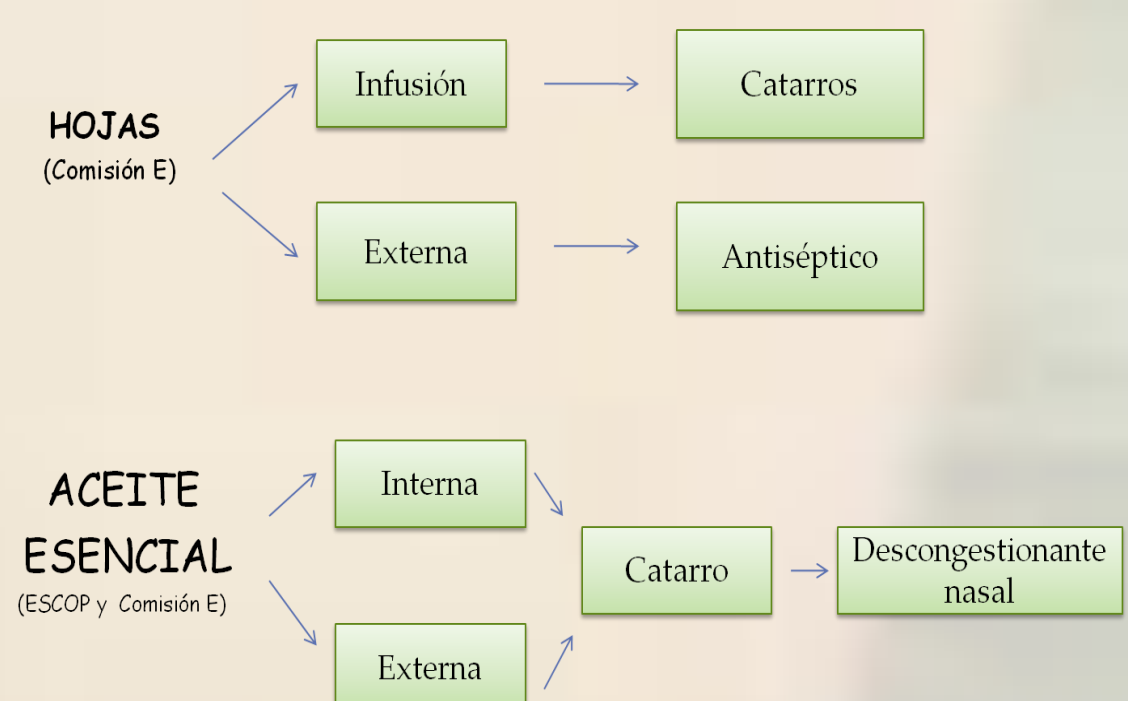 HOJAS
(Comisión E)
Infusión
Catarros
Externa
Antiséptico
ACEITE
ESENCIAL
(ESCOP y Comisión E)
Interna
Externa
Catarro
Descongestionante
nasal